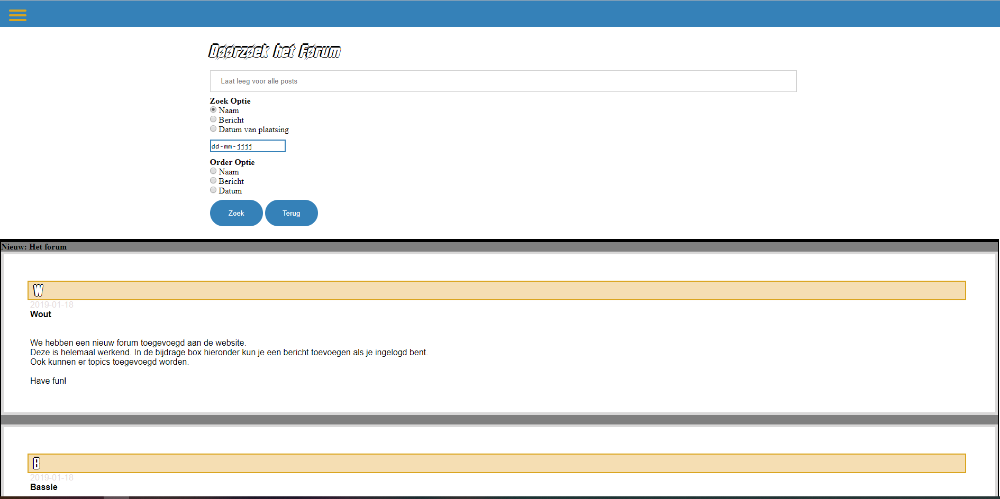 Døørzøek het Førum
Laat leeg voor alle posts
Zoek Optie
Naam
Bericht
Datum van plaatsing
dd-mm-jjjj
Order Optie
Naam
Bericht
Datum
Zoek Terug
Nieuw: Het forum
W
2019-01-18
Wout
We hebben een nieuw forum toegevoegd aan de website.
Deze is helemaal werkend. In de bijdrage box hieronder kun je een bericht toevoegen als je ingelogd bent.
Ook kunnen er topics toegevoegd worden.
Have fun!
B
2019-01-18
Bassie